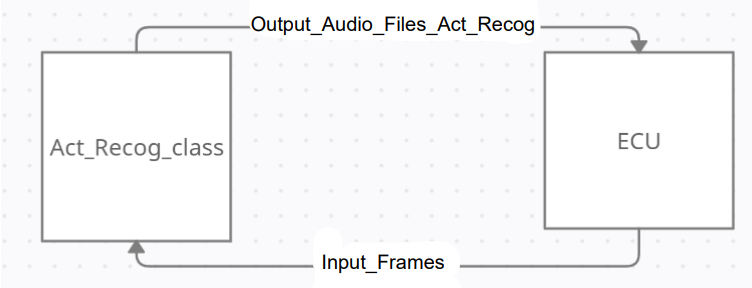 Output_Audio_Files_Act_Recog
Act_Recog_class
ECU
Input_Frames